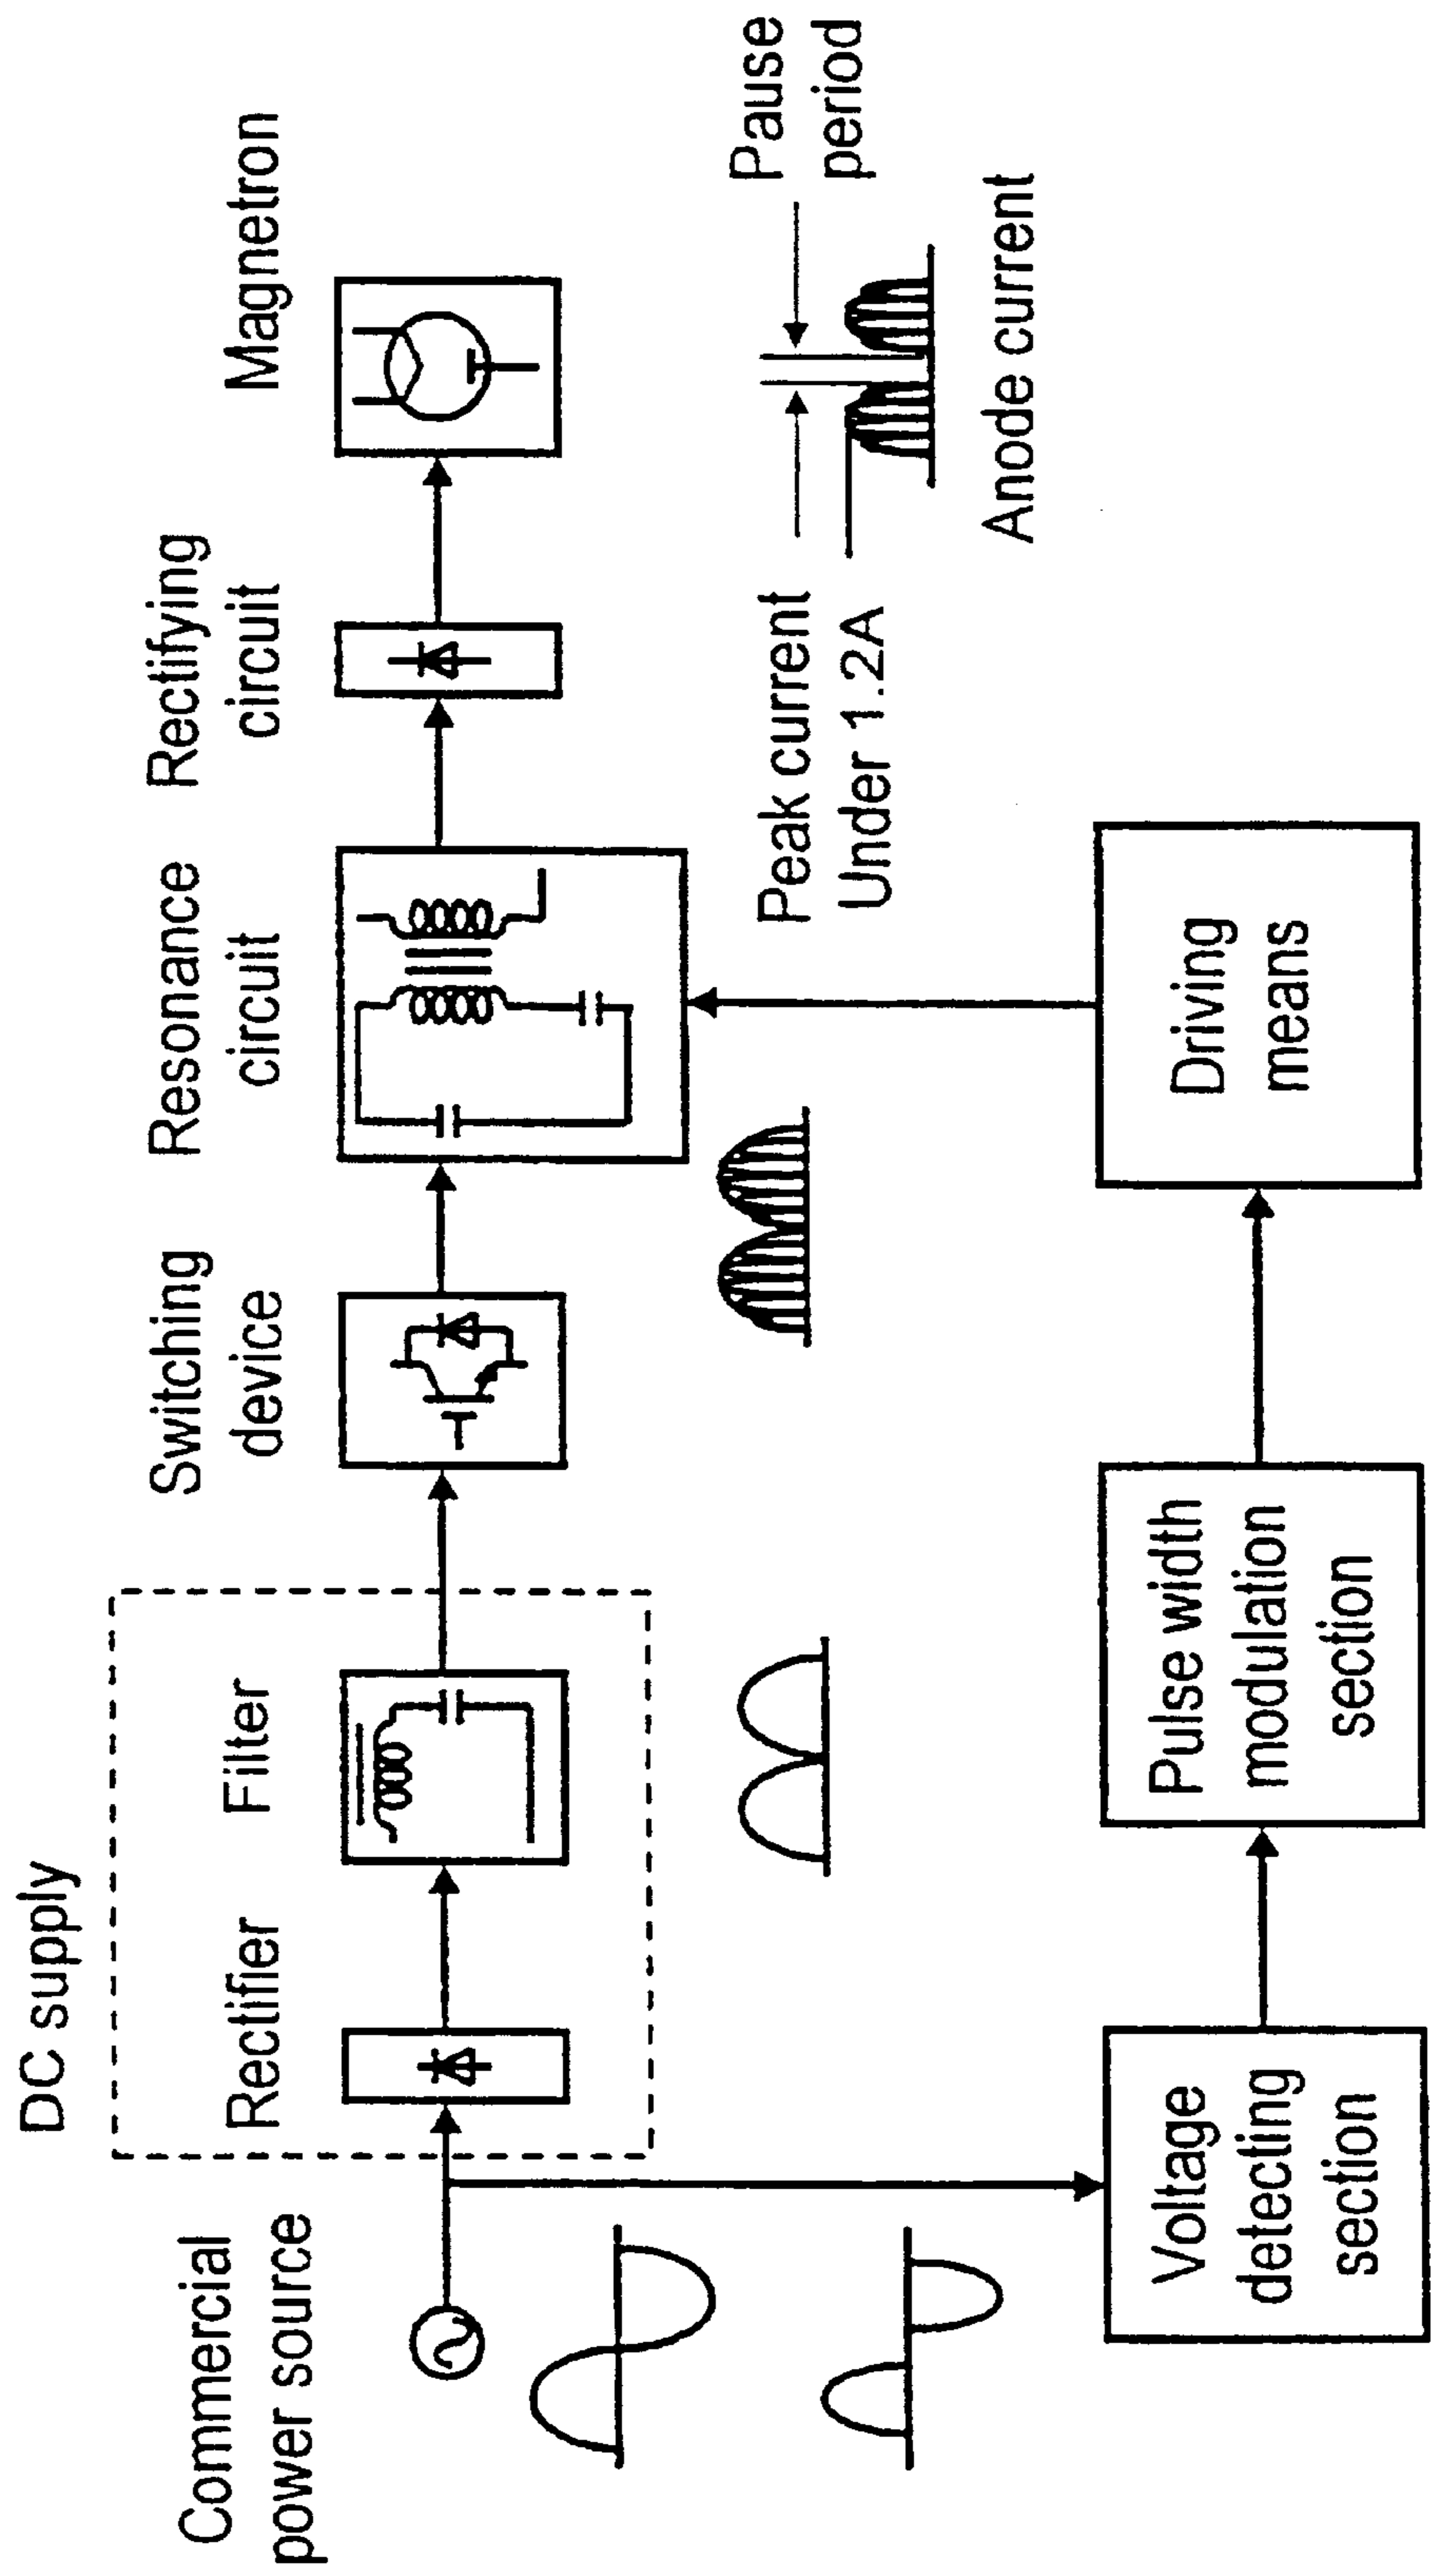 DC supply
Commercial
power source
Rectifier
Filter
Switching
device
Resonance
circuit
Rectifying
circuit
Magnetron
Peak current
Under 1.2A
Pause
period
Anode current
Voltage
detecting
section
Pulse width
modulation
section
Driving
means